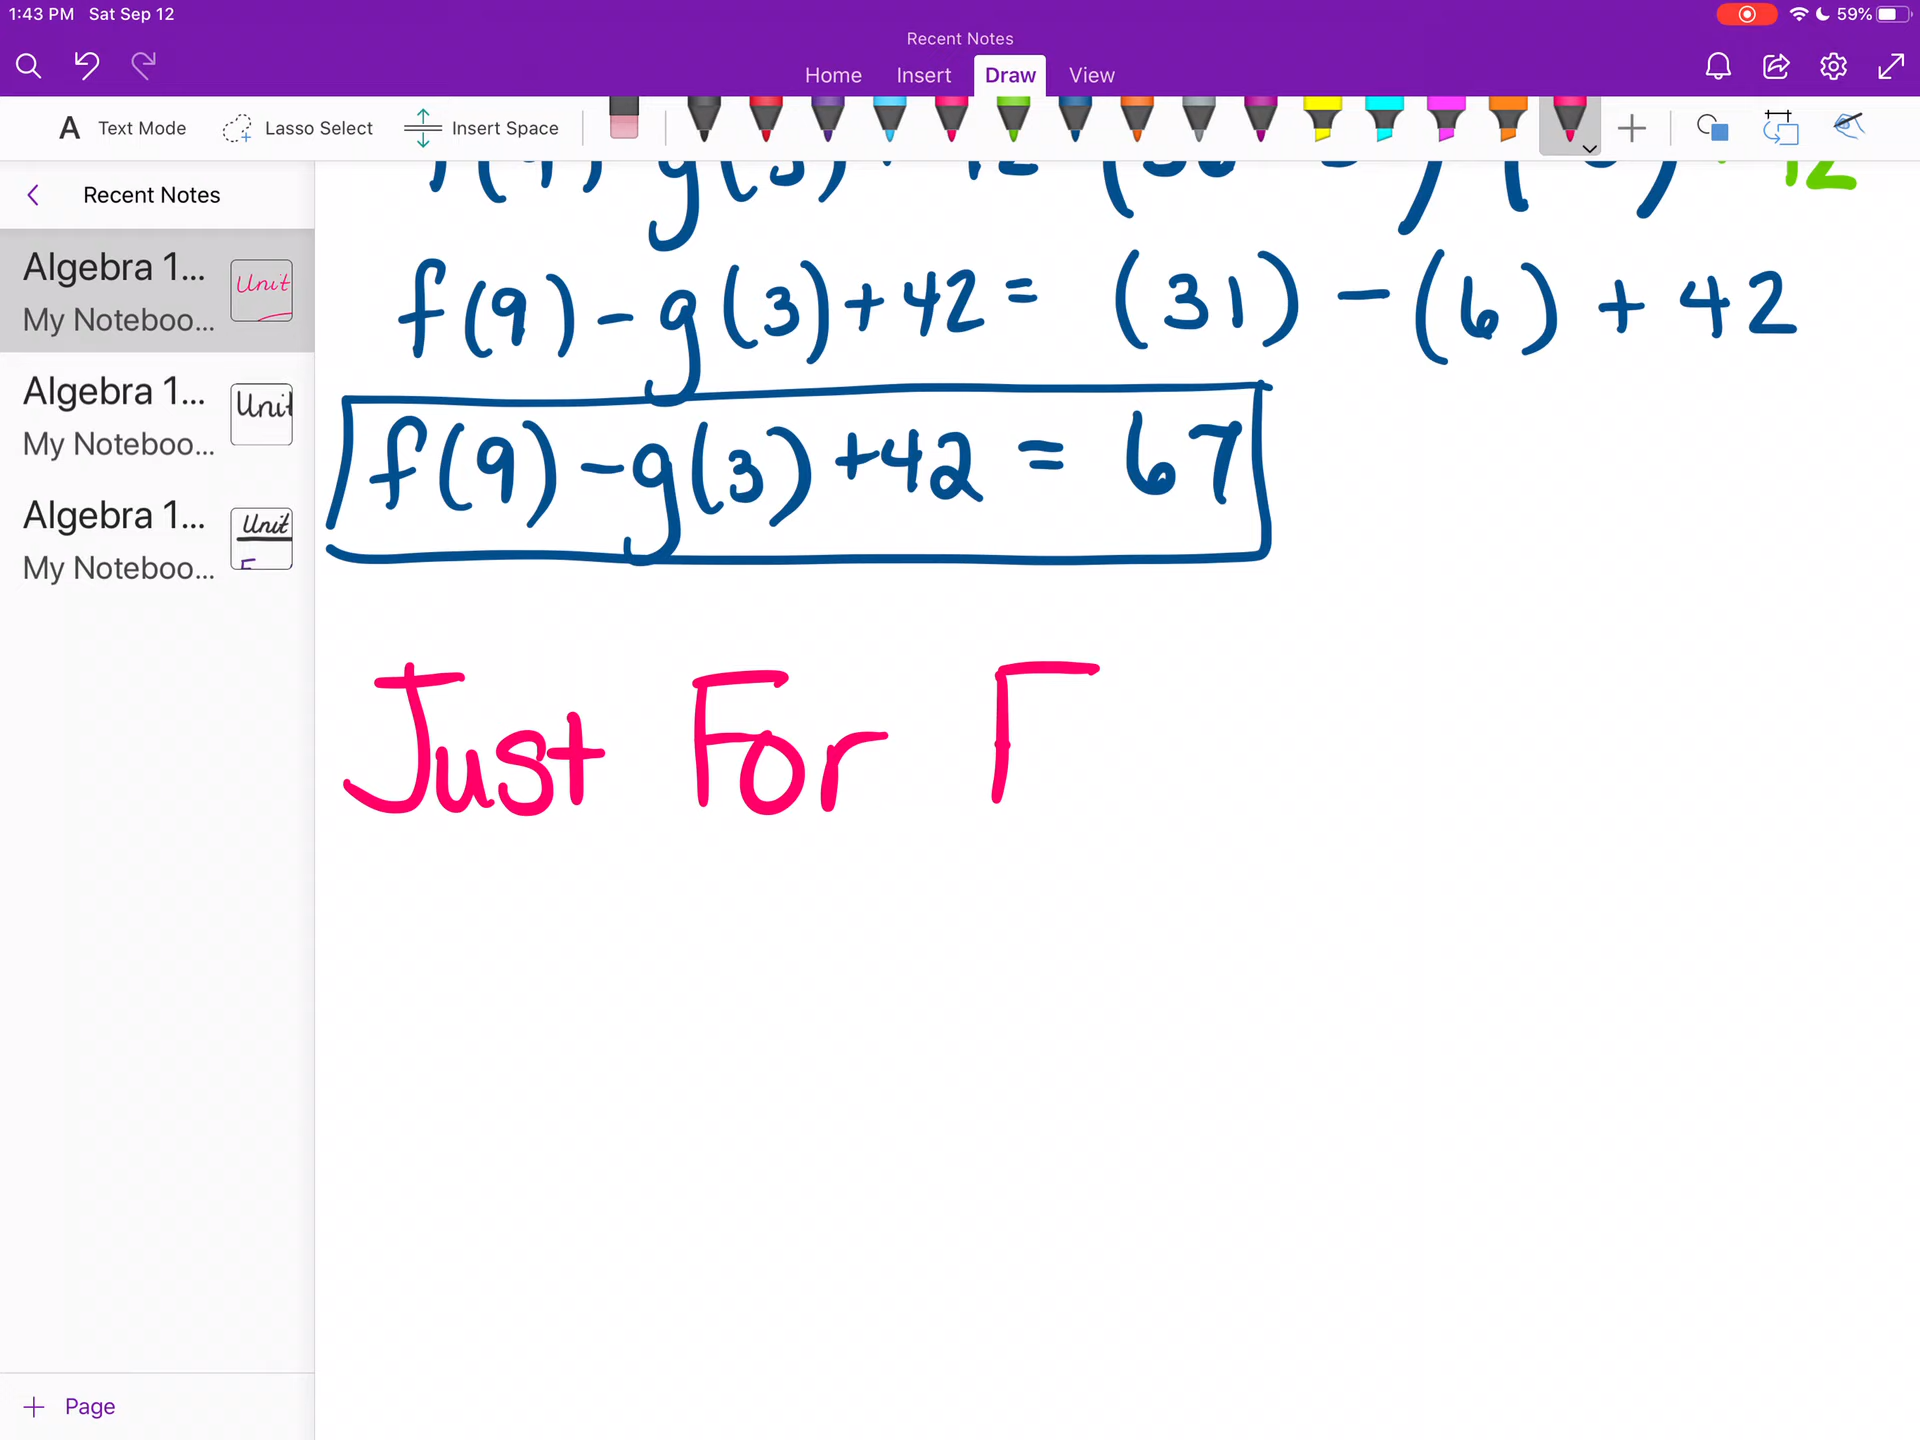 1:43 PM Sat Sep 12
59%
Recent Notes
Home Insert Draw View
A Text Mode Lasso Select Insert Space
Recent Notes
Algebra 1...
My Noteboo...
Unit
Algebra 1...
My Noteboo...
Unit
Algebra 1...
My Noteboo...
Unit
f(9) - g(3) + 42 = (31) - (6) + 42
f(9) - g(3) + 42 = 67
Just For F
+ Page